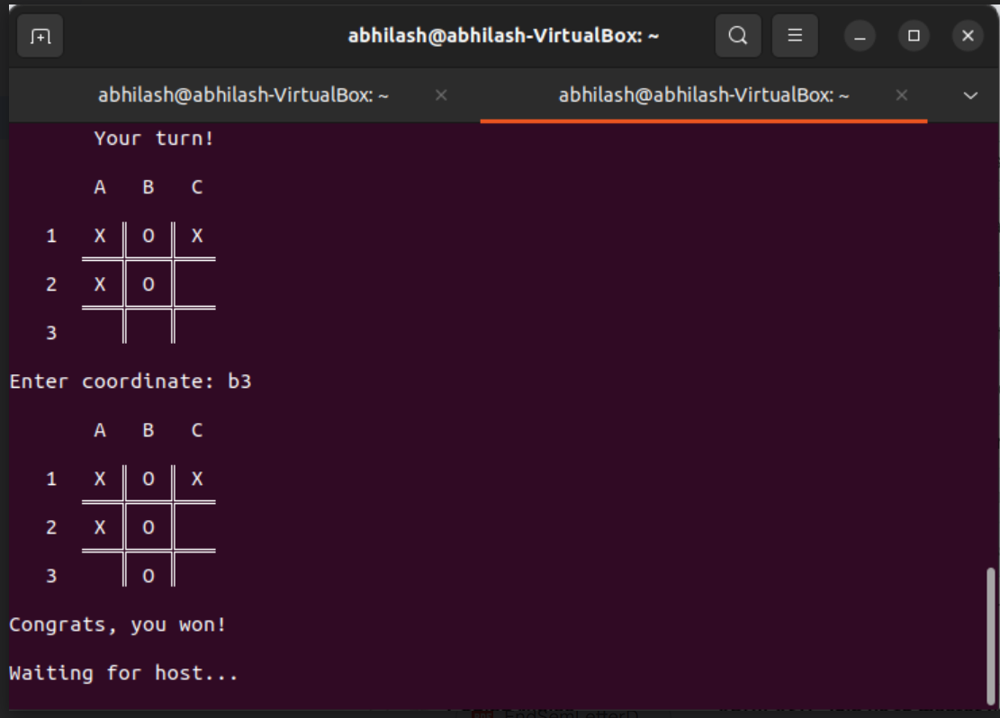 abhilash@abhilash-VirtualBox: ~
abhilash@abhilash-VirtualBox: ~ abhilash@abhilash-VirtualBox: ~
Your turn!
A B C
1 X O X
2 X O
3
Enter coordinate: b3
A B C
1 X O X
2 X O
3 O
Congrats, you won!
Waiting for host...